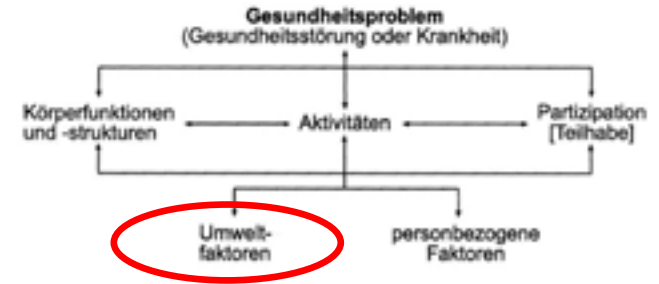 Gesundheitsproblem
(Gesundheitsstörung oder Krankheit)
Körperfunktionen
und -strukturen
Aktivitäten
Partizipation
[Teilhabe]
Umwelt-
faktoren
personbezogene
Faktoren